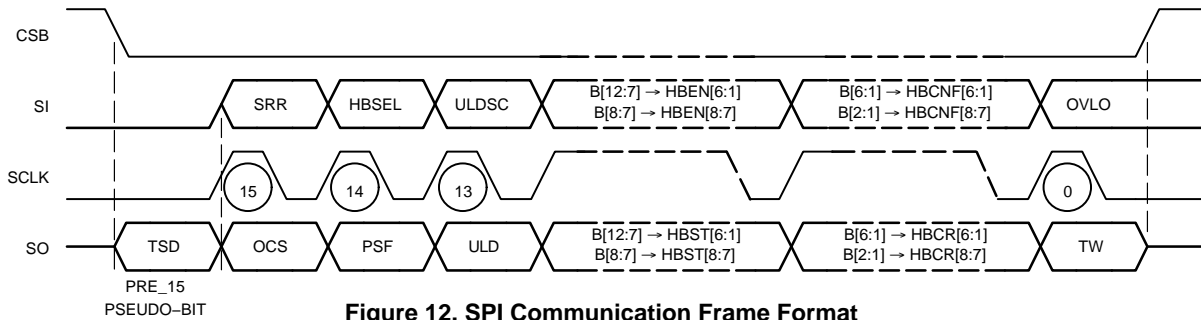 CSB
SI
SRR
HBSEL
ULDSC
B[12:7] → HBEN[6:1]
B[8:7] → HBEN[8:7]
B[6:1] → HBCNF[6:1]
B[2:1] → HBCNF[8:7]
OVLO
SCLK
15
14
13
0
SO
TSD
OCS
PSF
ULD
B[12:7] → HBST[6:1]
B[8:7] → HBST[8:7]
B[6:1] → HBCR[6:1]
B[2:1] → HBCR[8:7]
TW
PRE_15
PSEUDO−BIT
Figure 12. SPI Communication Frame Format